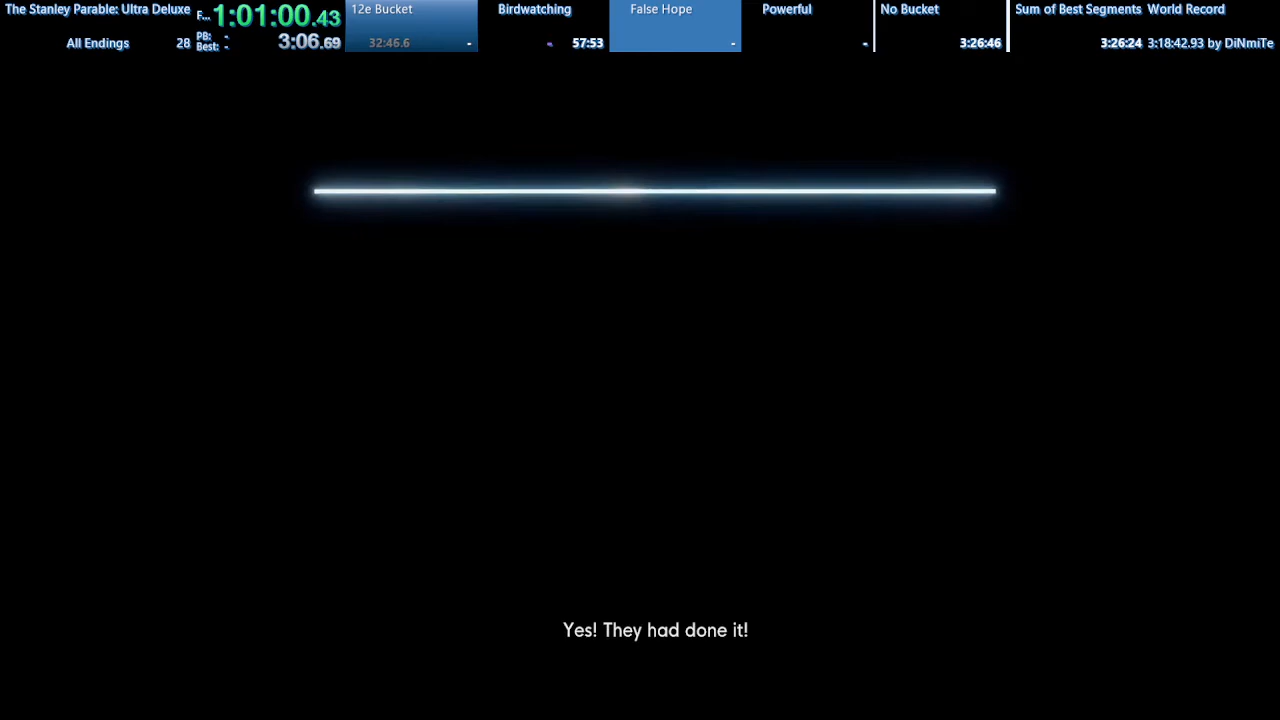 The Stanley Parable: Ultra Deluxe
All Endings 28
F... 1:01:00.43
PB: -
Best: -
3:06.69
12e Bucket
32:46.6 -
Birdwatching
- 57:53
False Hope
-
Powerful
-
No Bucket
3:26:46
Sum of Best Segments
3:26:24
World Record
3:18:42.93 by DiNmiTe
Yes! They had done it!